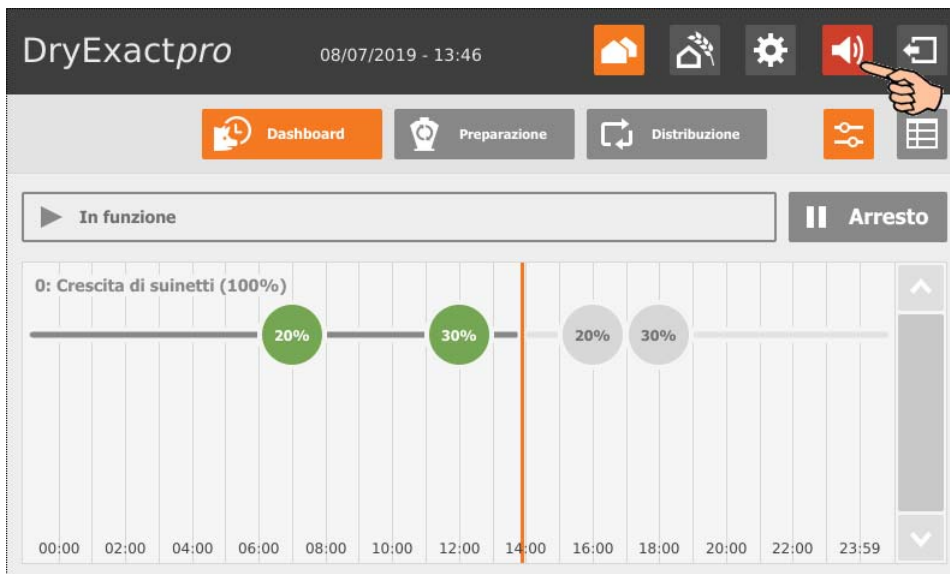 DryExactpro
08/07/2019 - 13:46
Dashboard
Preparazione
Distribuzione
In funzione
Arresto
0: Crescita di suinetti (100%)
20% 30% 20% 30%
00:00 02:00 04:00 06:00 08:00 10:00 12:00 14:00 16:00 18:00 20:00 22:00 23:59